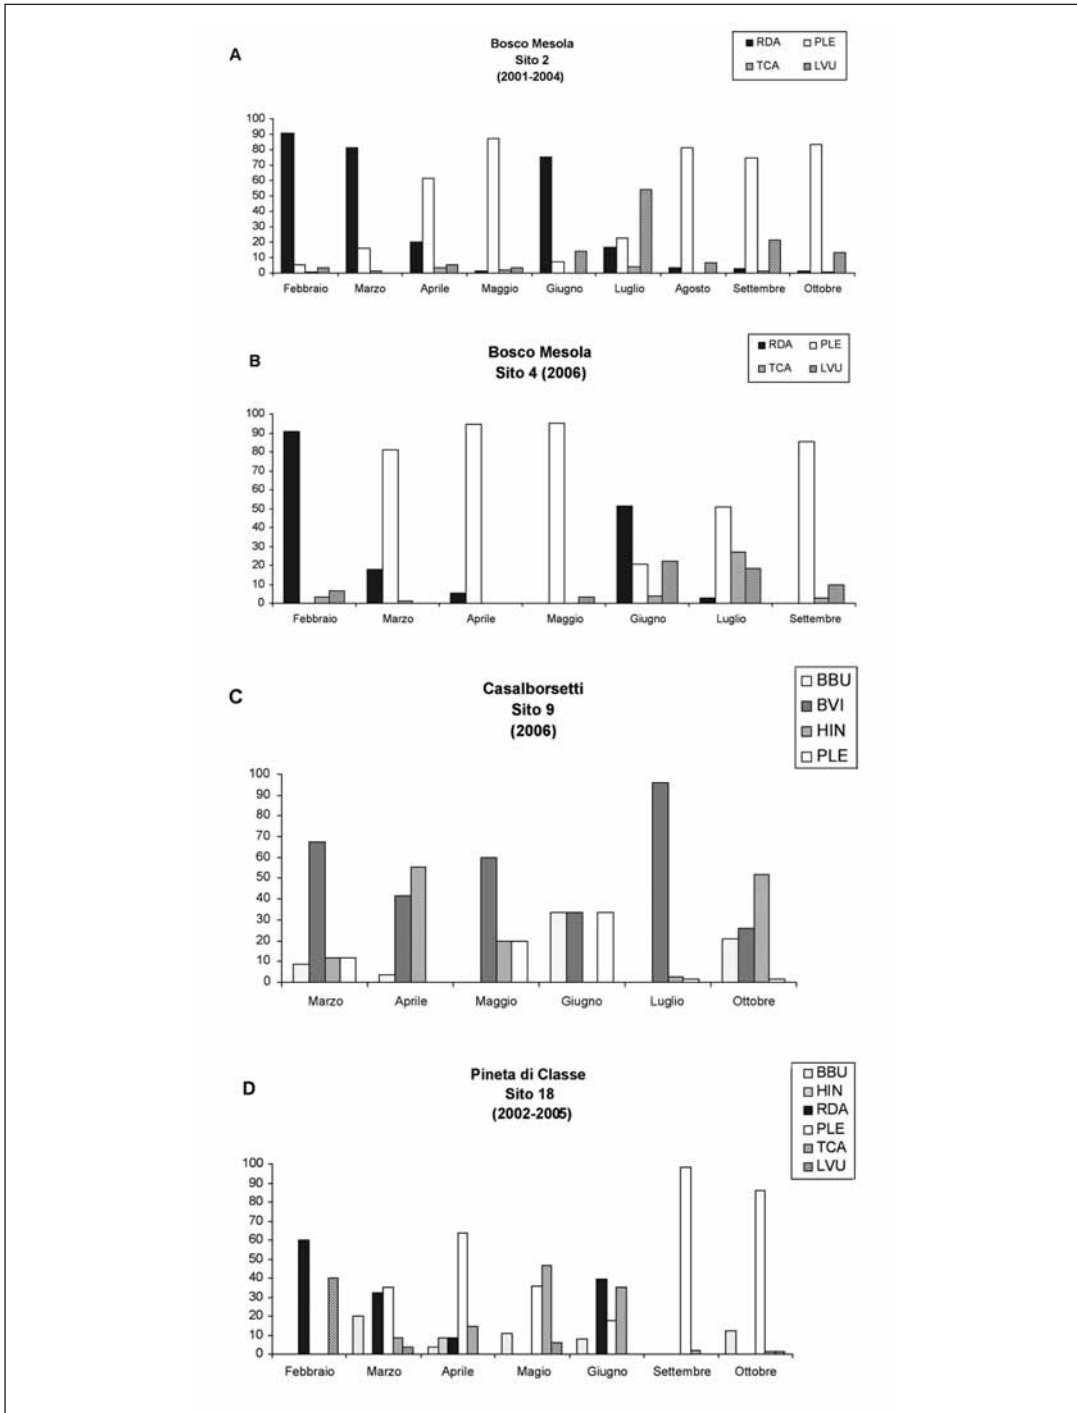 A
Bosco Mesola
Sito 2
(2001-2004)
RDA PLE
TCA LVU
100
90
80
70
60
50
40
30
20
10
0
Febbraio Marzo Aprile Maggio Giugno Luglio Agosto Settembre Ottobre
B
Bosco Mesola
Sito 4 (2006)
RDA PLE
TCA LVU
100
90
80
70
60
50
40
30
20
10
0
Febbraio Marzo Aprile Maggio Giugno Luglio Settembre
C
Casalborsetti
Sito 9
(2006)
BBU
BVI
HIN
PLE
100
90
80
70
60
50
40
30
20
10
0
Marzo Aprile Maggio Giugno Luglio Ottobre
D
Pineta di Classe
Sito 18
(2002-2005)
BBU
HIN
RDA
PLE
TCA
LVU
100
90
80
70
60
50
40
30
20
10
0
Febbraio Marzo Aprile Magio Giugno Settembre Ottobre